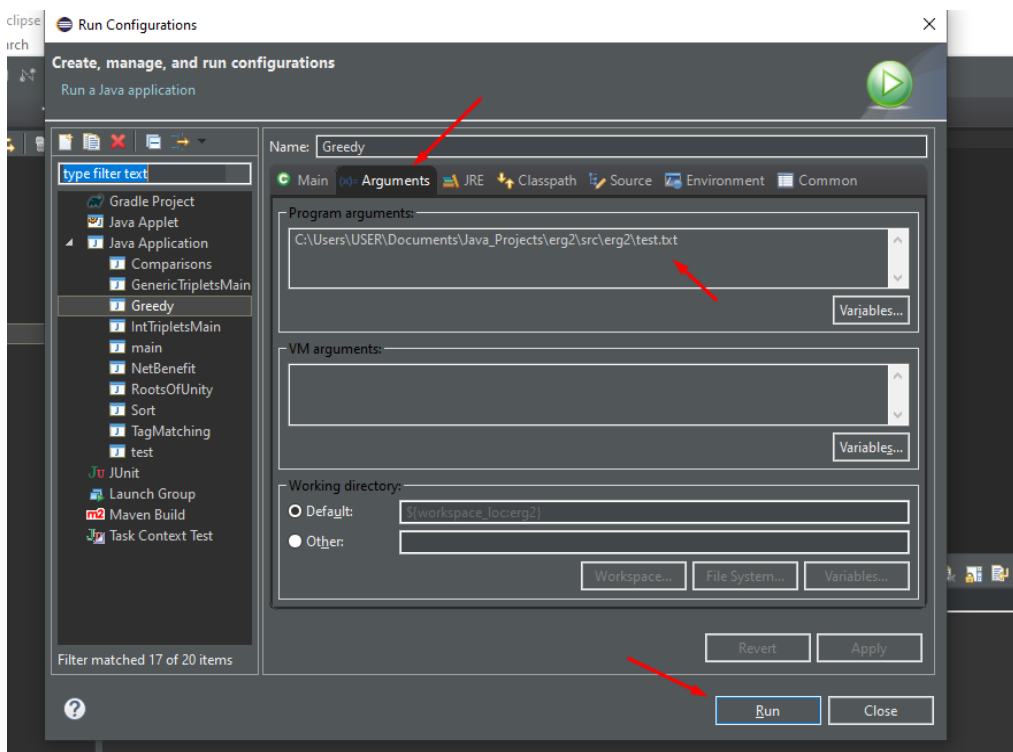 clipse
arch
Run Configurations
Create, manage, and run configurations
Run a Java application
type filter text
Gradle Project
Java Applet
Java Application
Comparisons
GenericTripletsMain
Greedy
IntTripletsMain
main
NetBenefit
RootsOfUnity
Sort
TagMatching
test
Ju JUnit
Launch Group
m2 Maven Build
Task Context Test
Filter matched 17 of 20 items
Name: Greedy
Main (x)= Arguments JRE Classpath Source Environment Common
Program arguments:
C:\Users\USER\Documents\Java_Projects\erg2\src\erg2\test.txt
Variables...
VM arguments:
Variables...
Working directory:
Default: ${workspace_loc:erg2}
Other:
Workspace... File System... Variables...
Revert Apply
Run Close